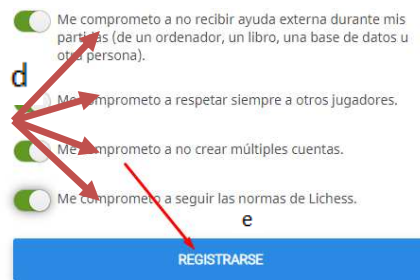 Me comprometo a no recibir ayuda externa durante mis
partidas (de un ordenador, un libro, una base de datos u
otra persona).
d
Me comprometo a respetar siempre a otros jugadores.
Me comprometo a no crear múltiples cuentas.
Me comprometo a seguir las normas de Lichess.
e
REGISTRARSE